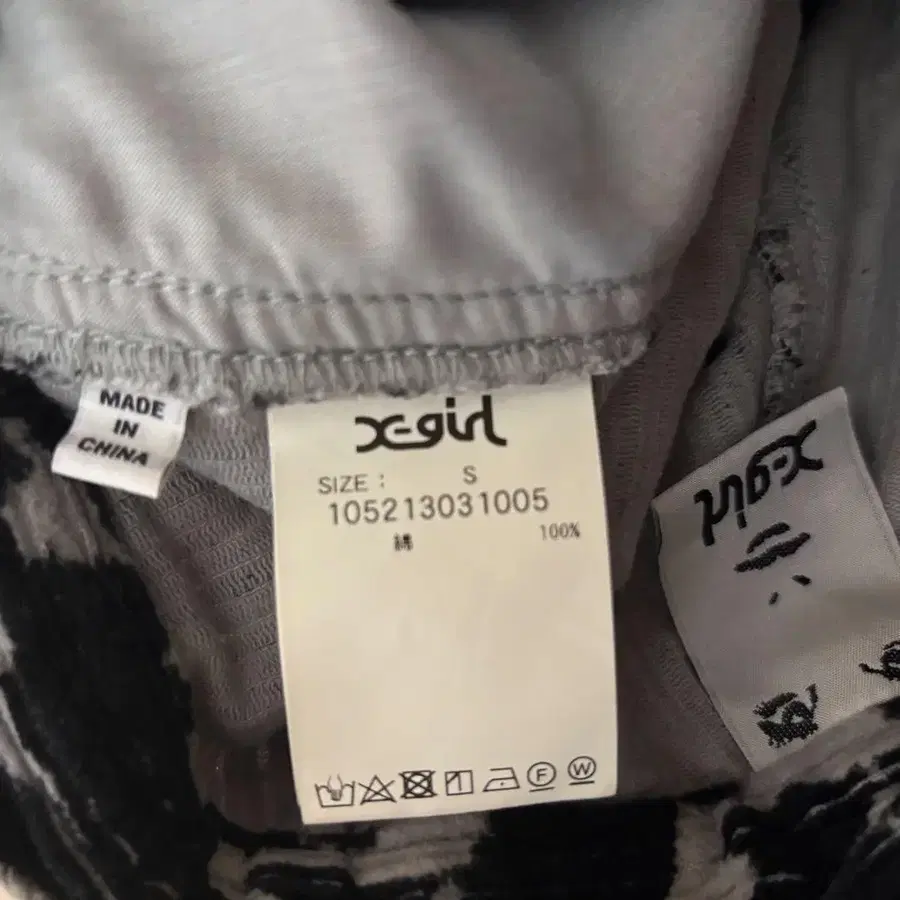 MADE
IN
CHINA
X-girl
SIZE : S
105213031005
綿 100%
F W
X-girl